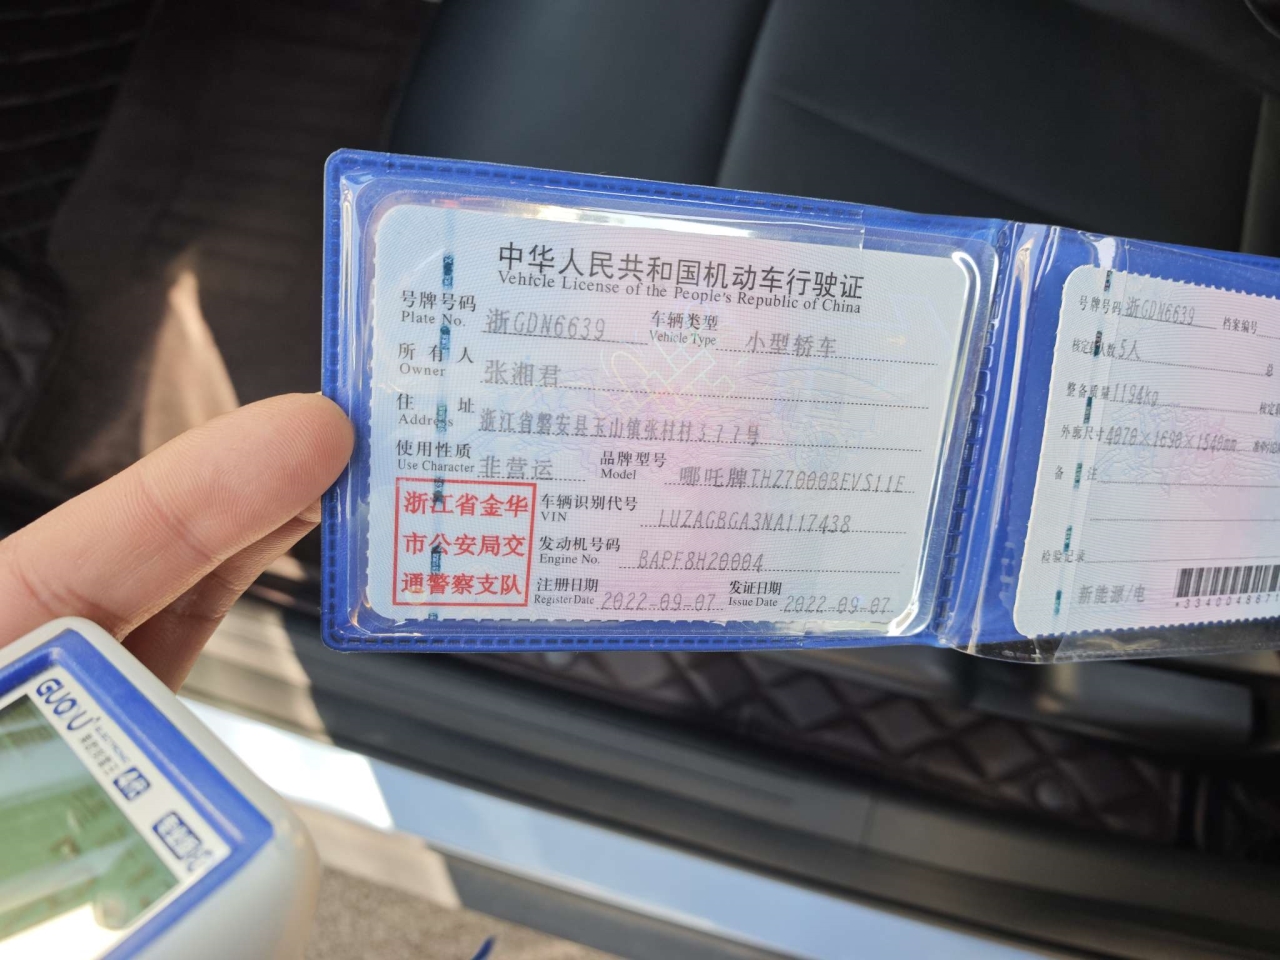 中华人民共和国机动车行驶证
Vehicle License of the People's Republic of China
号牌号码 浙GDN6639 车辆类型 小型轿车
Plate No. Vehicle Type
所有人 张湘君
Owner
住址 浙江省磐安县玉山镇张村村377号
Address
使用性质 非营运 品牌型号 哪吒牌THZ7000BEVS11E
Use Character Model
浙江省金华
市公安局交
通警察支队
车辆识别代号 LUZAGBGA3NA117438
VIN
发动机号码 BAPF8H20004
Engine No.
注册日期 2022-09-07 发证日期 2022-09-07
Register Date Issue Date
号牌号码 浙GDN6639 档案编号
核定载人数 5人 总
整备质量 1194kg 核定
外廓尺寸 4070×1690×1540mm
备注
检验记录
新能源/电
GUOU
ELECTRONIC